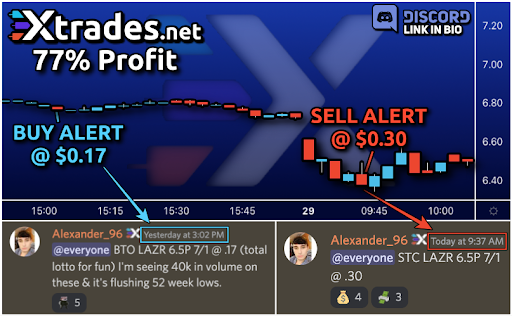 Xtrades.net
77% Profit
DISCORD
LINK IN BIO
7.20
7.00
6.80
6.60
6.40
BUY ALERT
@ $0.17
SELL ALERT
@ $0.30
15:00
15:15
15:30
15:45
29
09:45
10:00
Alexander_96 Yesterday at 3:02 PM
@everyone BTO LAZR 6.5P 7/1 @ .17 (total
lotto for fun) I'm seeing 40k in volume on
these & it's flushing 52 week lows.
5
Alexander_96 Today at 9:37 AM
@everyone STC LAZR 6.5P 7/1
@ .30
4
3